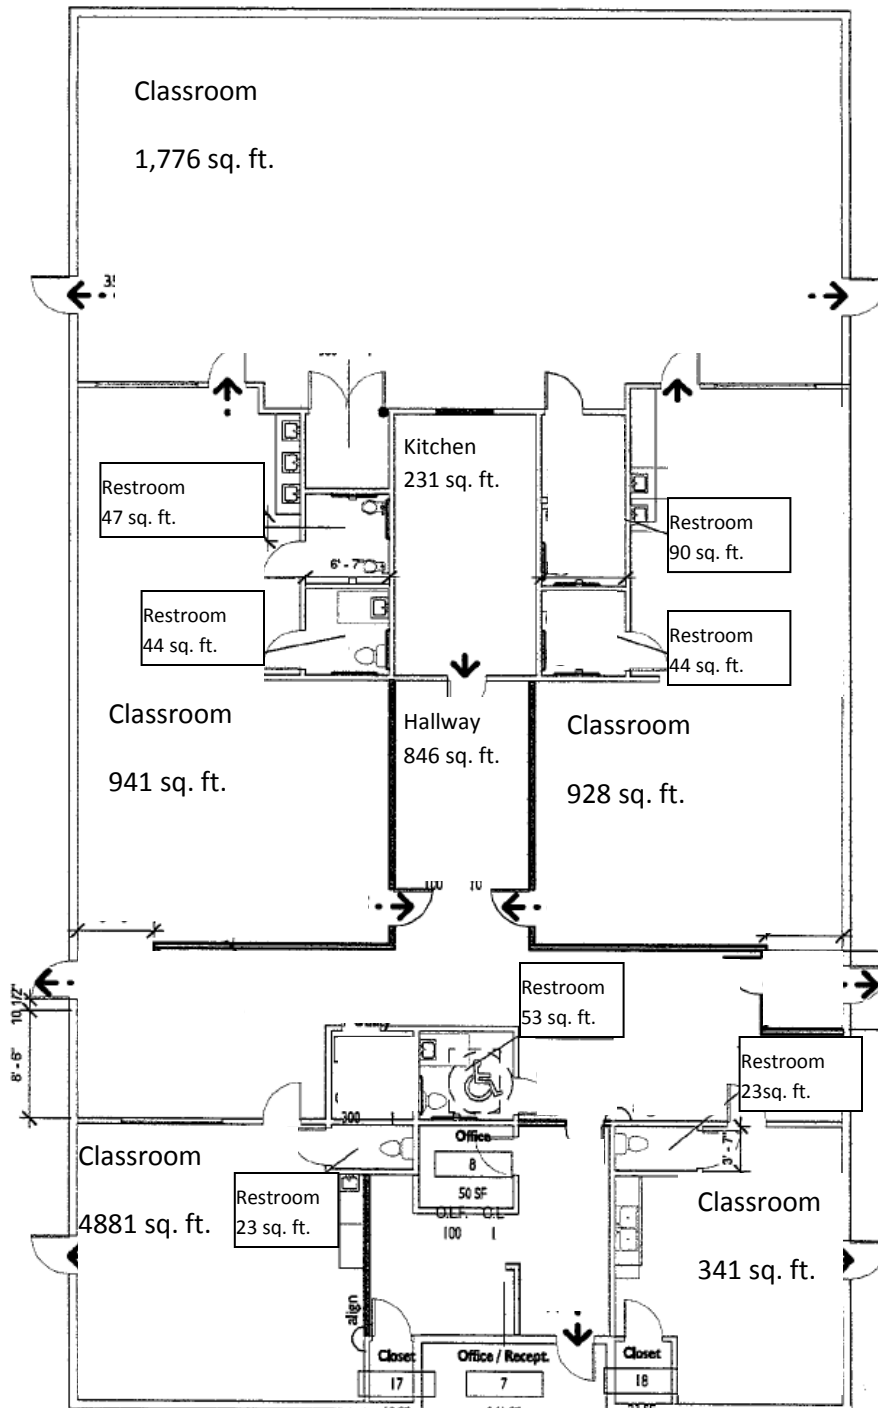 Classroom
1,776 sq. ft.
Kitchen
231 sq. ft.
Restroom
47 sq. ft.
Restroom
90 sq. ft.
6' - 7"
Restroom
44 sq. ft.
Restroom
44 sq. ft.
Classroom
941 sq. ft.
Hallway
846 sq. ft.
Classroom
928 sq. ft.
10 1/2"
8' - 6"
Restroom
53 sq. ft.
Restroom
23sq. ft.
300
Office
8
50 SF
O.L.F. O.L
100 1
3' - 7"
Classroom
4881 sq. ft.
Restroom
23 sq. ft.
Classroom
341 sq. ft.
align
Closet
17
Office / Recept.
7
Closet
18